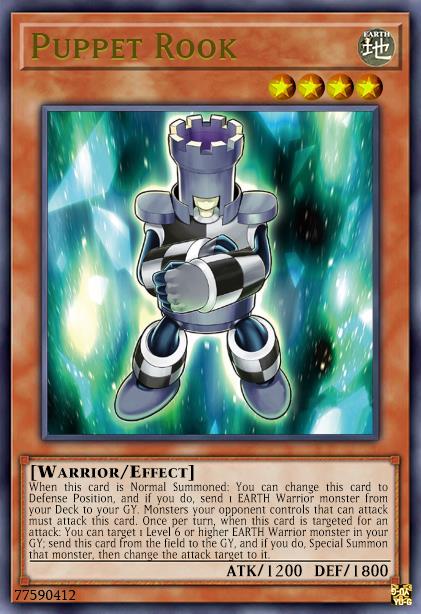 Puppet Rook
EARTH
地
[Warrior/Effect]
When this card is Normal Summoned: You can change this card to
Defense Position, and if you do, send 1 EARTH Warrior monster from
your Deck to your GY. Monsters your opponent controls that can attack
must attack this card. Once per turn, when this card is targeted for an
attack: You can target 1 Level 6 or higher EARTH Warrior monster in your
GY; send this card from the field to the GY, and if you do, Special Summon
that monster, then change the attack target to it.
ATK/1200 DEF/1800
77590412